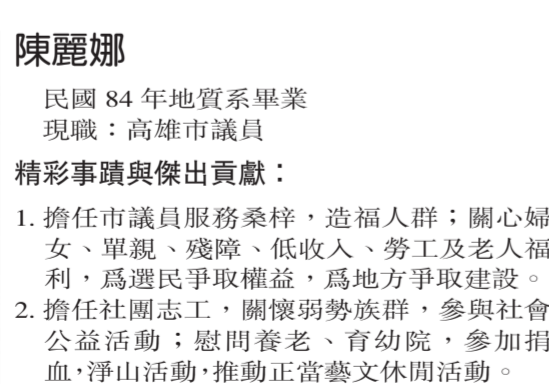 陳麗娜
民國 84 年地質系畢業
現職：高雄市議員
精彩事蹟與傑出貢獻：
1. 擔任市議員服務桑梓，造福人群；關心婦
女、單親、殘障、低收入、勞工及老人福
利，爲選民爭取權益，爲地方爭取建設。
2. 擔任社團志工，關懷弱勢族群，參與社會
公益活動；慰問養老、育幼院，參加捐
血，淨山活動，推動正當藝文休閒活動。